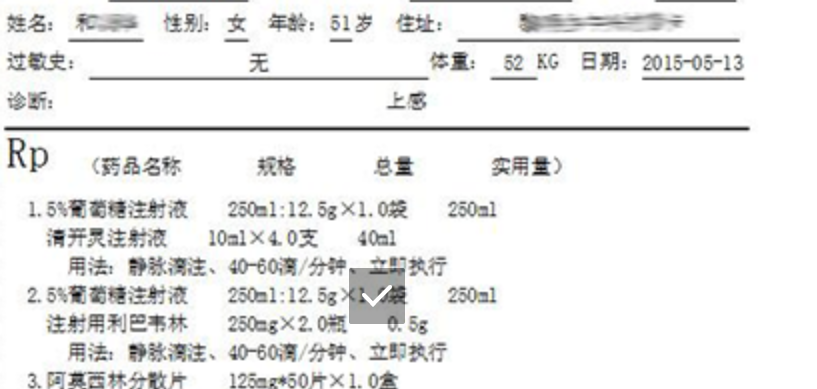 姓名： 和 性别： 女 年龄： 51岁 住址：
过敏史： 无 体重： 52 KG 日期： 2015-05-13
诊断： 上感
Rp （药品名称 规格 总量 实用量）
1.5%葡萄糖注射液 250ml:12.5g×1.0袋 250ml
清开灵注射液 10ml×4.0支 40ml
用法：静脉滴注、40-60滴/分钟、立即执行
2.5%葡萄糖注射液 250ml:12.5g×1.0袋 250ml
注射用利巴韦林 250mg×2.0瓶 0.5g
用法：静脉滴注、40-60滴/分钟、立即执行
3.阿莫西林分散片 125mg*50片×1.0盒